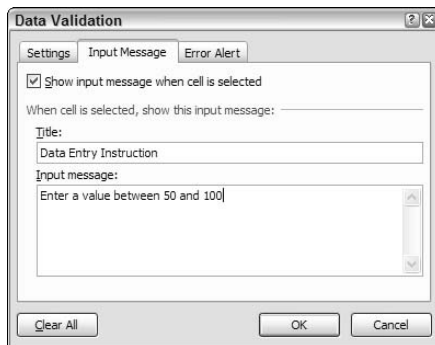 Data Validation
Settings Input Message Error Alert
Show input message when cell is selected
When cell is selected, show this input message:
Title:
Data Entry Instruction
Input message:
Enter a value between 50 and 100
Clear All OK Cancel